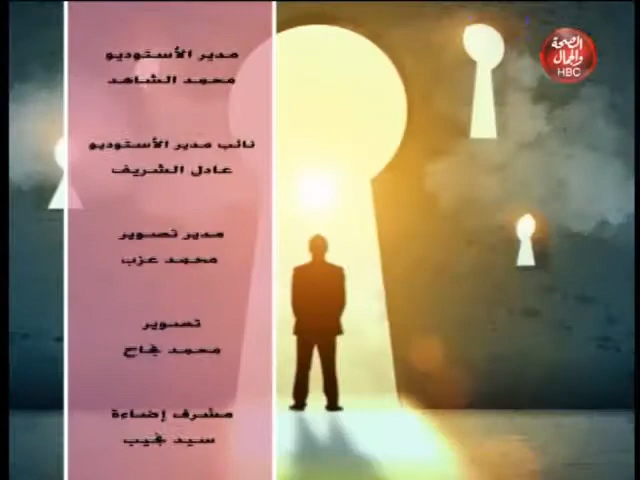 الصحة
والجمال
HBC
مدير الأستوديو
محمد الشاهد
نائب مدير الأستوديو
عادل الشريف
مدير تصوير
محمد عزب
تصوير
محمد نجاح
مشرف إضاءة
سيد نجيب